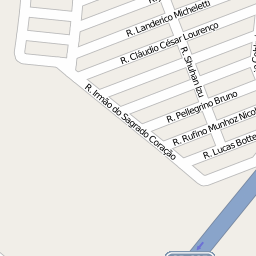 R. Landerico Micheletti
R. Cláudio César Lourenço
R. Shuhan Izu
R. Pellegrino Bruno
R. Irmão do Sagrado Coração
R. Rufino Munhoz Nicol
R. Lucas Botte